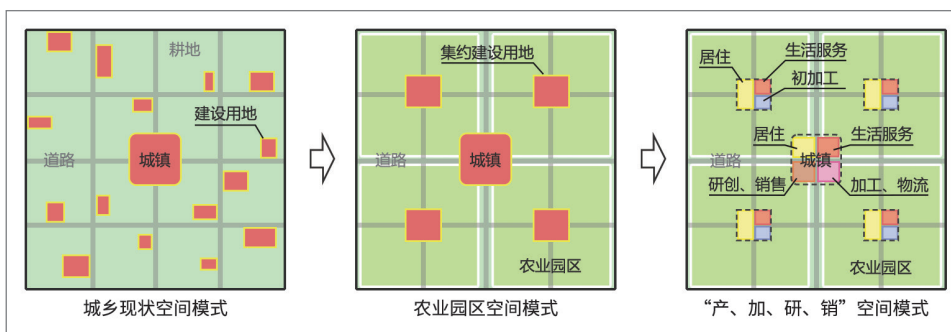 耕地
建设用地
道路
城镇
城乡现状空间模式
集约建设用地
道路
城镇
农业园区
农业园区空间模式
居住
生活服务
初加工
居住
生活服务
道路
城镇
研创、销售
加工、物流
农业园区
“产、加、研、销”空间模式